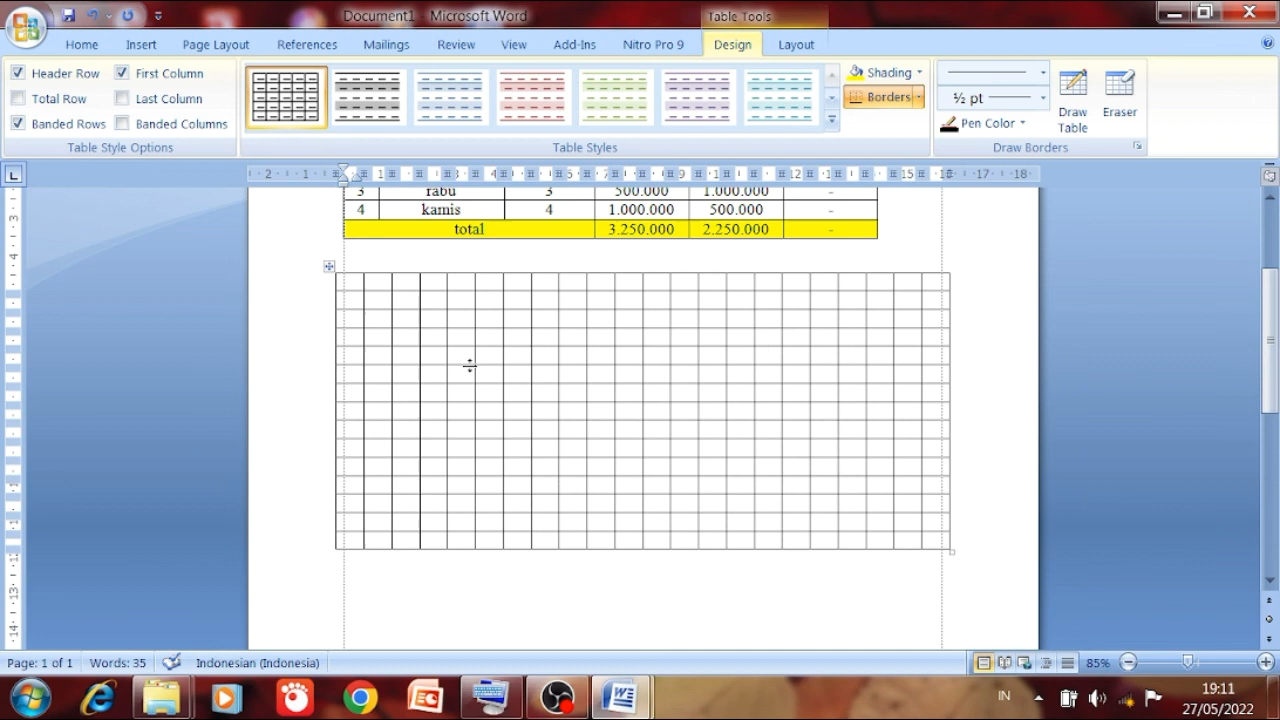 Document1 - Microsoft Word
Table Tools
Home Insert Page Layout References Mailings Review View Add-Ins Nitro Pro 9 Design Layout
Header Row First Column
Total Row Last Column
Banded Rows Banded Columns
Table Style Options
Table Styles
Shading
Borders
½ pt
Pen Color
Draw Table
Eraser
Draw Borders
3 rabu 3 500.000 1.000.000 -
4 kamis 4 1.000.000 500.000 -
total 3.250.000 2.250.000 -
Page: 1 of 1 Words: 35 Indonesian (Indonesia) 85%
IN
19:11
27/05/2022